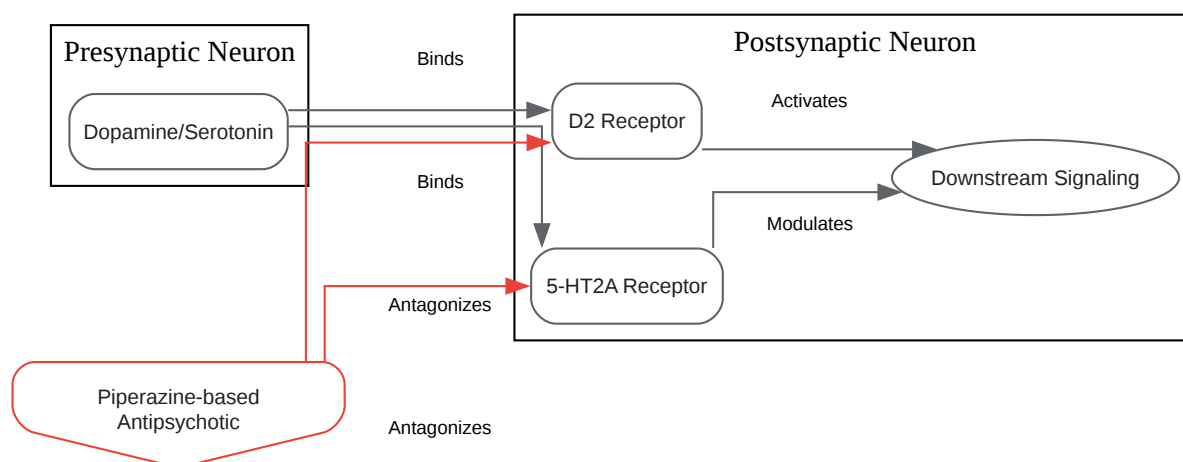 Presynaptic Neuron
Dopamine/Serotonin
Binds
Binds
Antagonizes
Antagonizes
Piperazine-based
Antipsychotic
Postsynaptic Neuron
D2 Receptor
Activates
Downstream Signaling
Modulates
5-HT2A Receptor